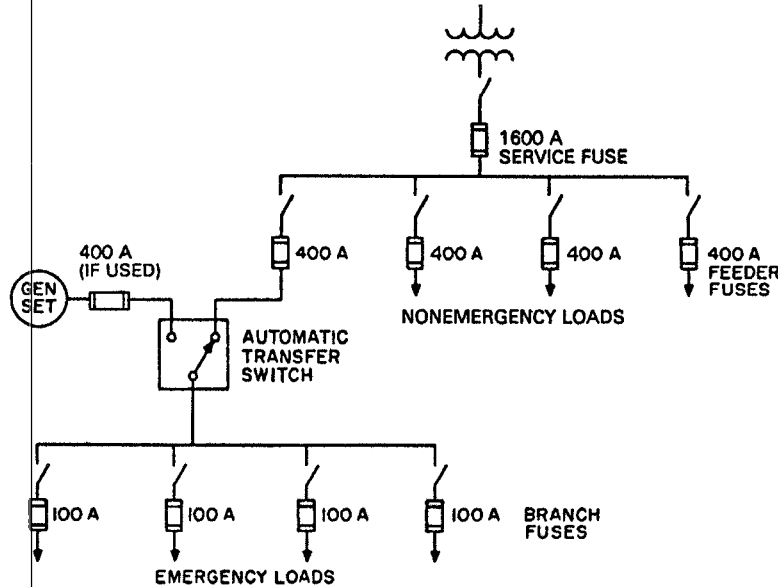 1600 A
SERVICE FUSE
400 A
400 A
400 A
400 A
FEEDER
FUSES
400 A
(IF USED)
GEN
SET
NONEMERGENCY LOADS
AUTOMATIC
TRANSFER
SWITCH
100 A
100 A
100 A
100 A
BRANCH
FUSES
EMERGENCY LOADS